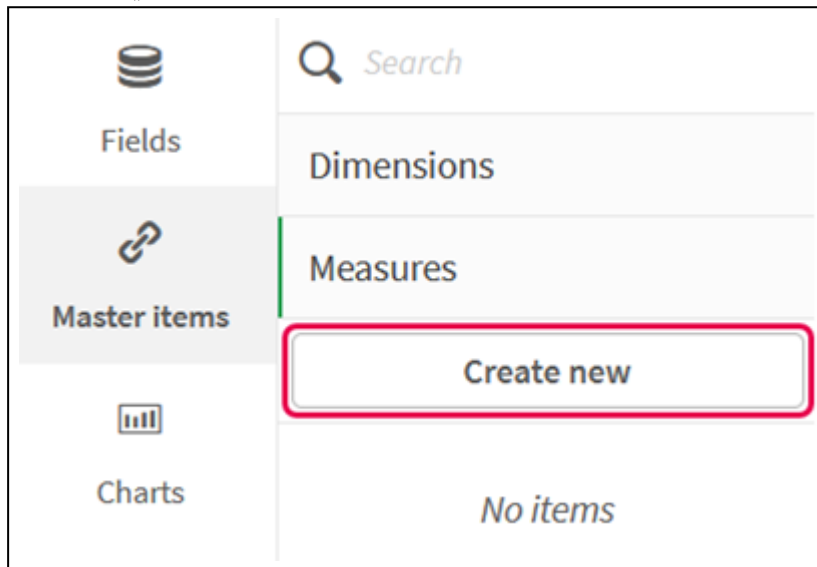 Fields
Master items
Charts
Search
Dimensions
Measures
Create new
No items